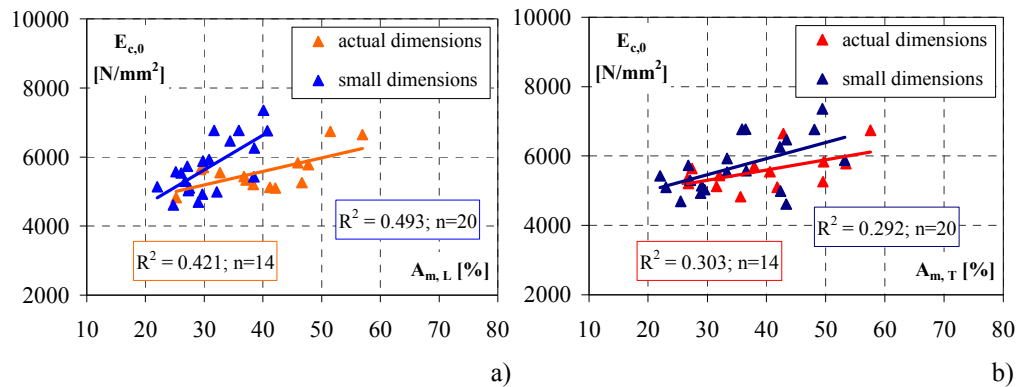 10000
8000
6000
4000
2000
E_c,0
[N/mm²]
actual dimensions
small dimensions
R² = 0.493; n=20
R² = 0.421; n=14
A_m, L [%]
10 20 30 40 50 60 70 80
a)
10000
8000
6000
4000
2000
E_c,0
[N/mm²]
actual dimensions
small dimensions
R² = 0.292; n=20
R² = 0.303; n=14
A_m, T [%]
10 20 30 40 50 60 70 80
b)